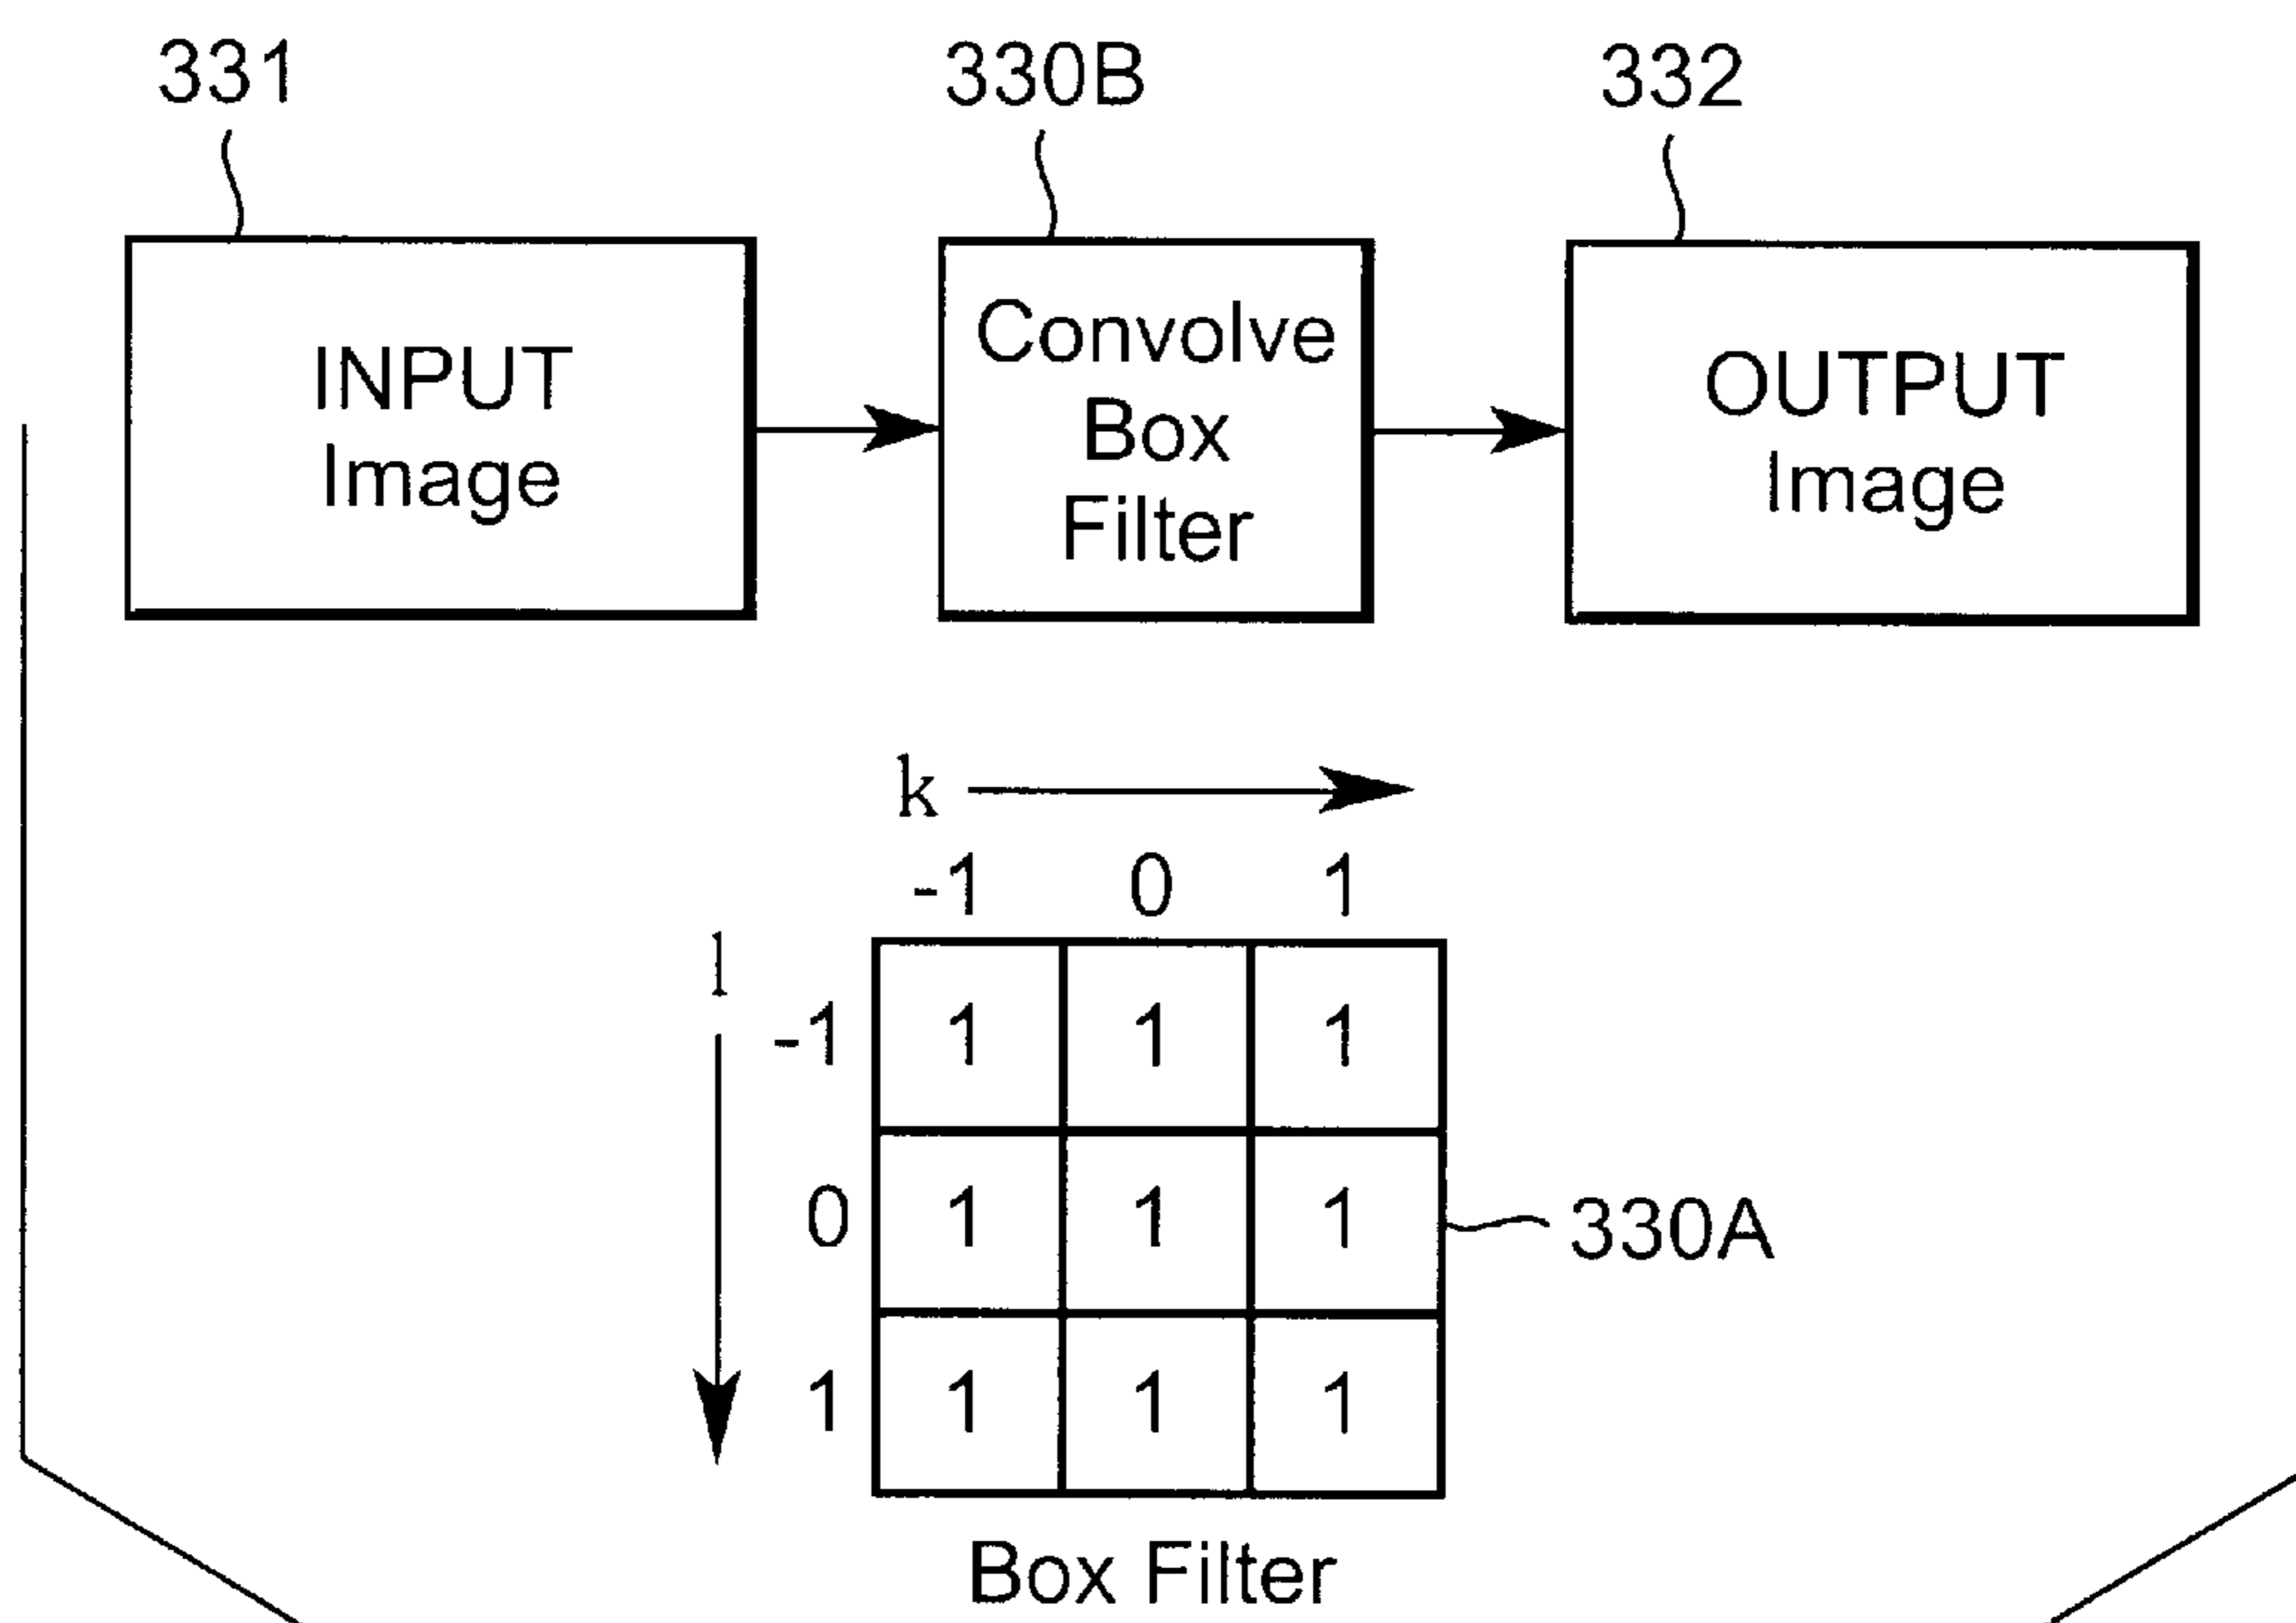 331 330B 332
INPUT
Image
Convolve
Box
Filter
OUTPUT
Image
k
-1 0 1
l
-1 1 1 1
0 1 1 1
330A
1 1 1 1
Box Filter